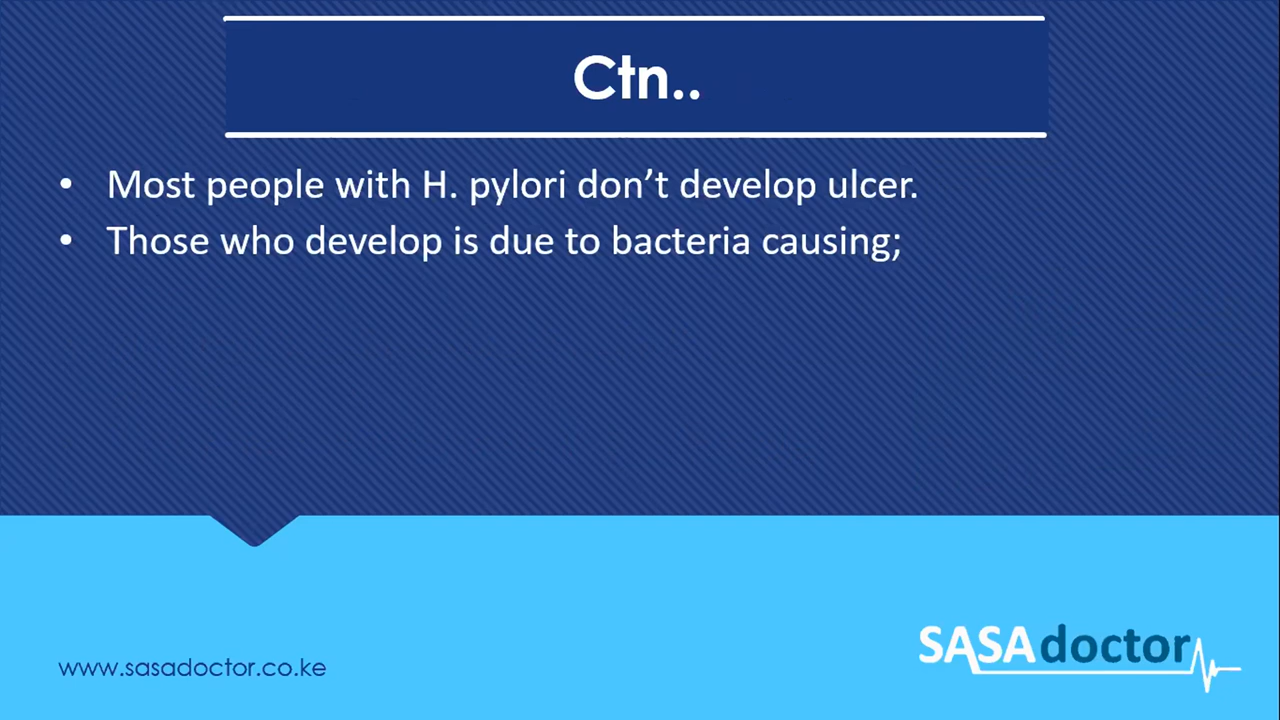 Ctn..
• Most people with H. pylori don’t develop ulcer.
• Those who develop is due to bacteria causing;
www.sasadoctor.co.ke
SASAdoctor